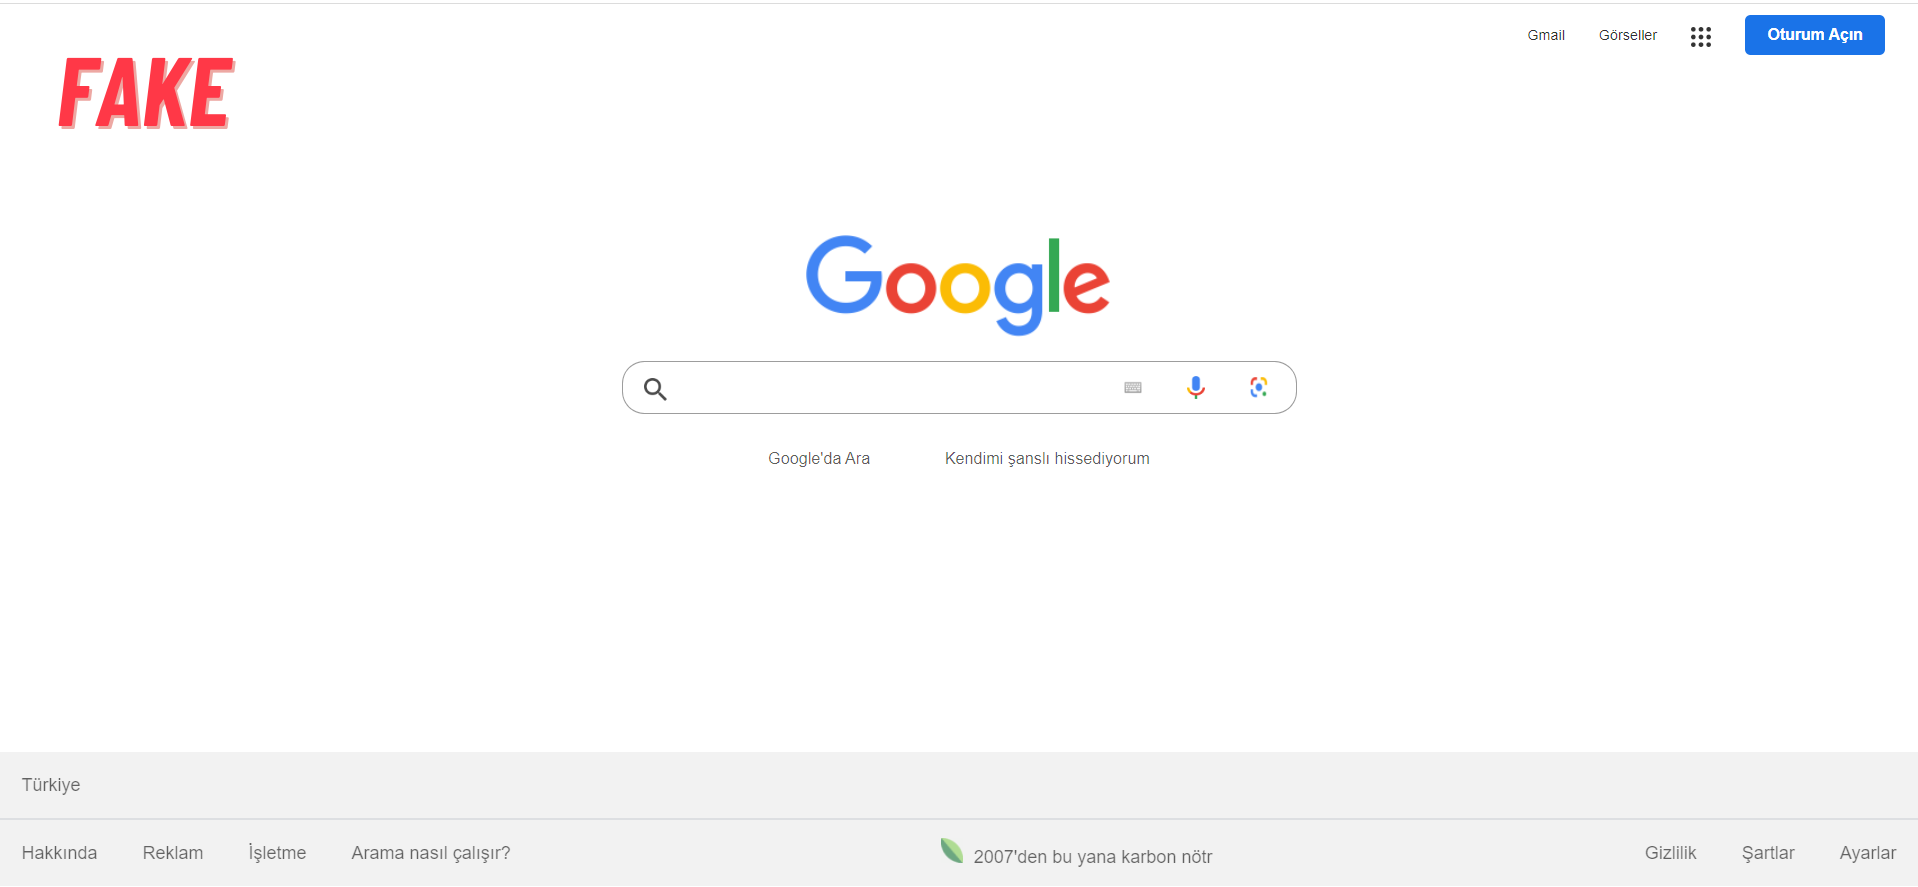 Gmail Görseller Oturum Açın
FAKE
Google
Google'da Ara Kendimi şanslı hissediyorum
Türkiye
Hakkında Reklam İşletme Arama nasıl çalışır? 2007'den bu yana karbon nötr Gizlilik Şartlar Ayarlar